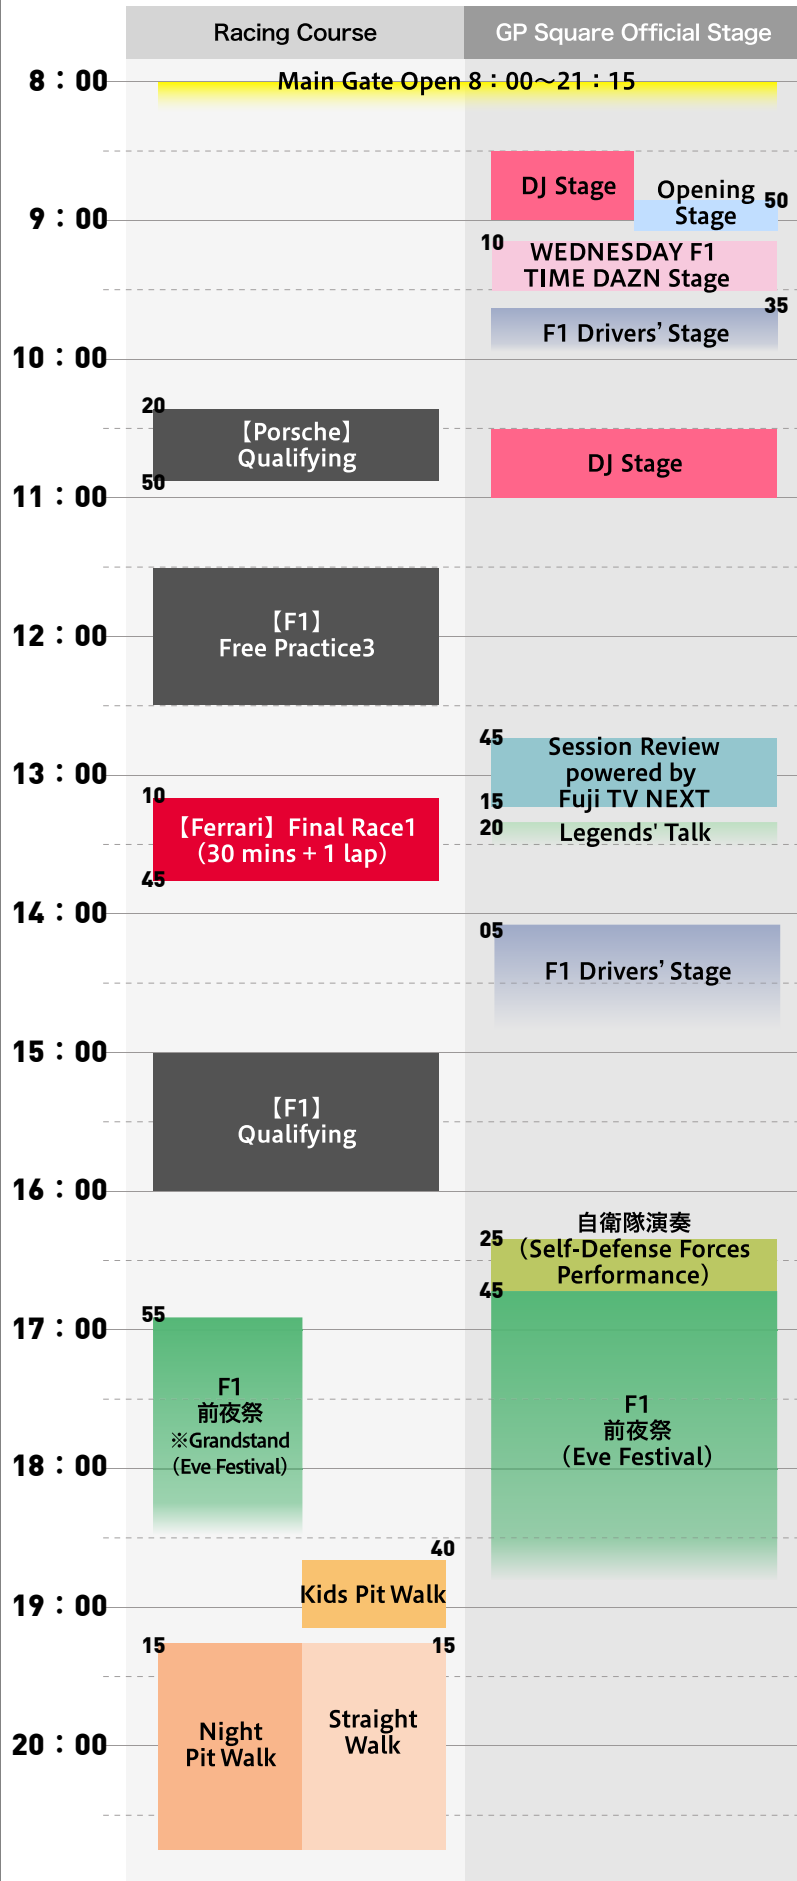 Racing Course
GP Square Official Stage
8：00
Main Gate Open 8：00～21：15
DJ Stage
Opening
Stage
50
9：00
10
WEDNESDAY F1
TIME DAZN Stage
35
F1 Drivers’ Stage
10：00
20
【Porsche】
Qualifying
50
DJ Stage
11：00
【F1】
Free Practice3
12：00
45
Session Review
powered by
Fuji TV NEXT
15
13：00
10
【Ferrari】Final Race1
（30 mins + 1 lap）
45
20
Legends' Talk
14：00
05
F1 Drivers’ Stage
15：00
【F1】
Qualifying
16：00
25
自衛隊演奏
（Self-Defense Forces
Performance）
45
55
17：00
F1
前夜祭
※Grandstand
（Eve Festival）
F1
前夜祭
（Eve Festival）
18：00
40
Kids Pit Walk
19：00
15
15
Night
Pit Walk
Straight
Walk
20：00